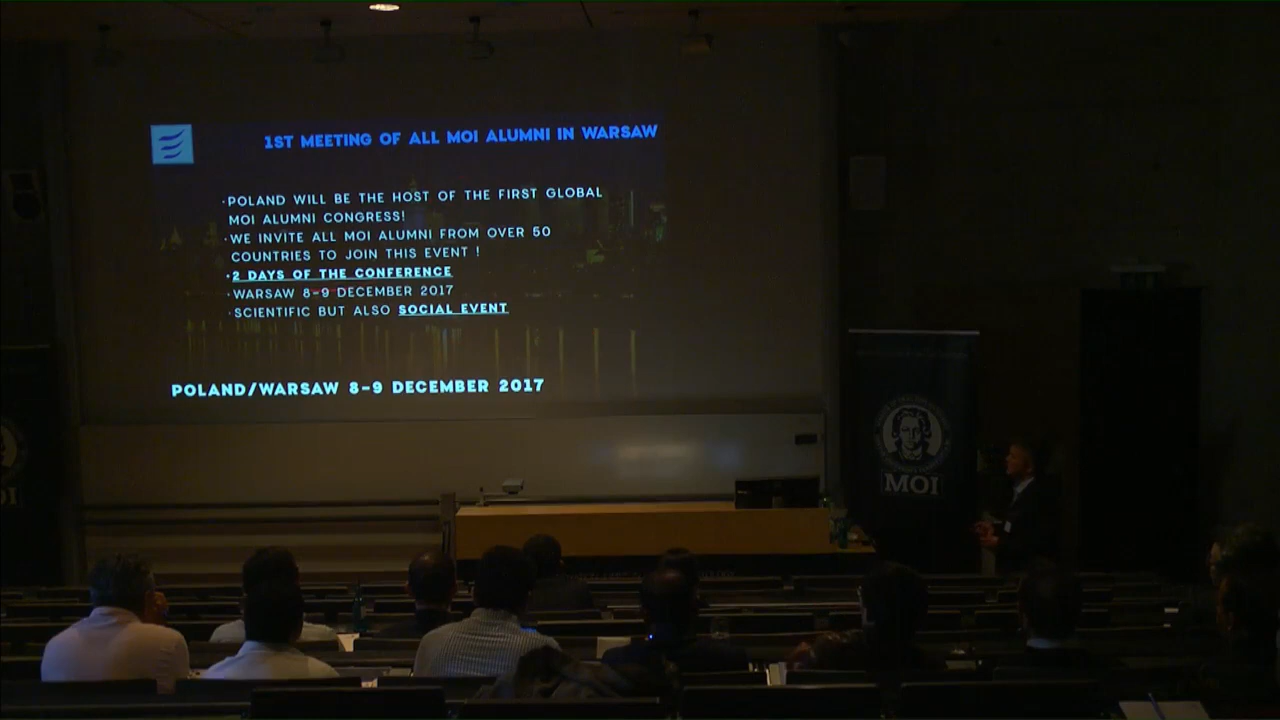 1ST MEETING OF ALL MOI ALUMNI IN WARSAW
·POLAND WILL BE THE HOST OF THE FIRST GLOBAL
MOI ALUMNI CONGRESS!
·WE INVITE ALL MOI ALUMNI FROM OVER 50
COUNTRIES TO JOIN THIS EVENT !
·2 DAYS OF THE CONFERENCE
·WARSAW 8-9 DECEMBER 2017
·SCIENTIFIC BUT ALSO SOCIAL EVENT
POLAND/WARSAW 8-9 DECEMBER 2017
MOI